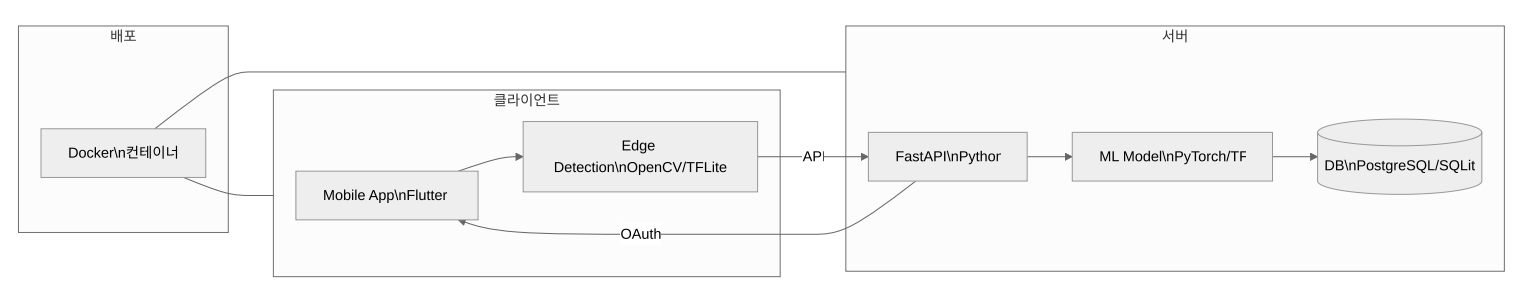 배포
Docker\n컨테이너
클라이언트
Mobile App\nFlutter
Edge
Detection\nOpenCV/TFLite
API
OAuth
서버
FastAPI\nPython
ML Model\nPyTorch/TF
DB\nPostgreSQL/SQLit